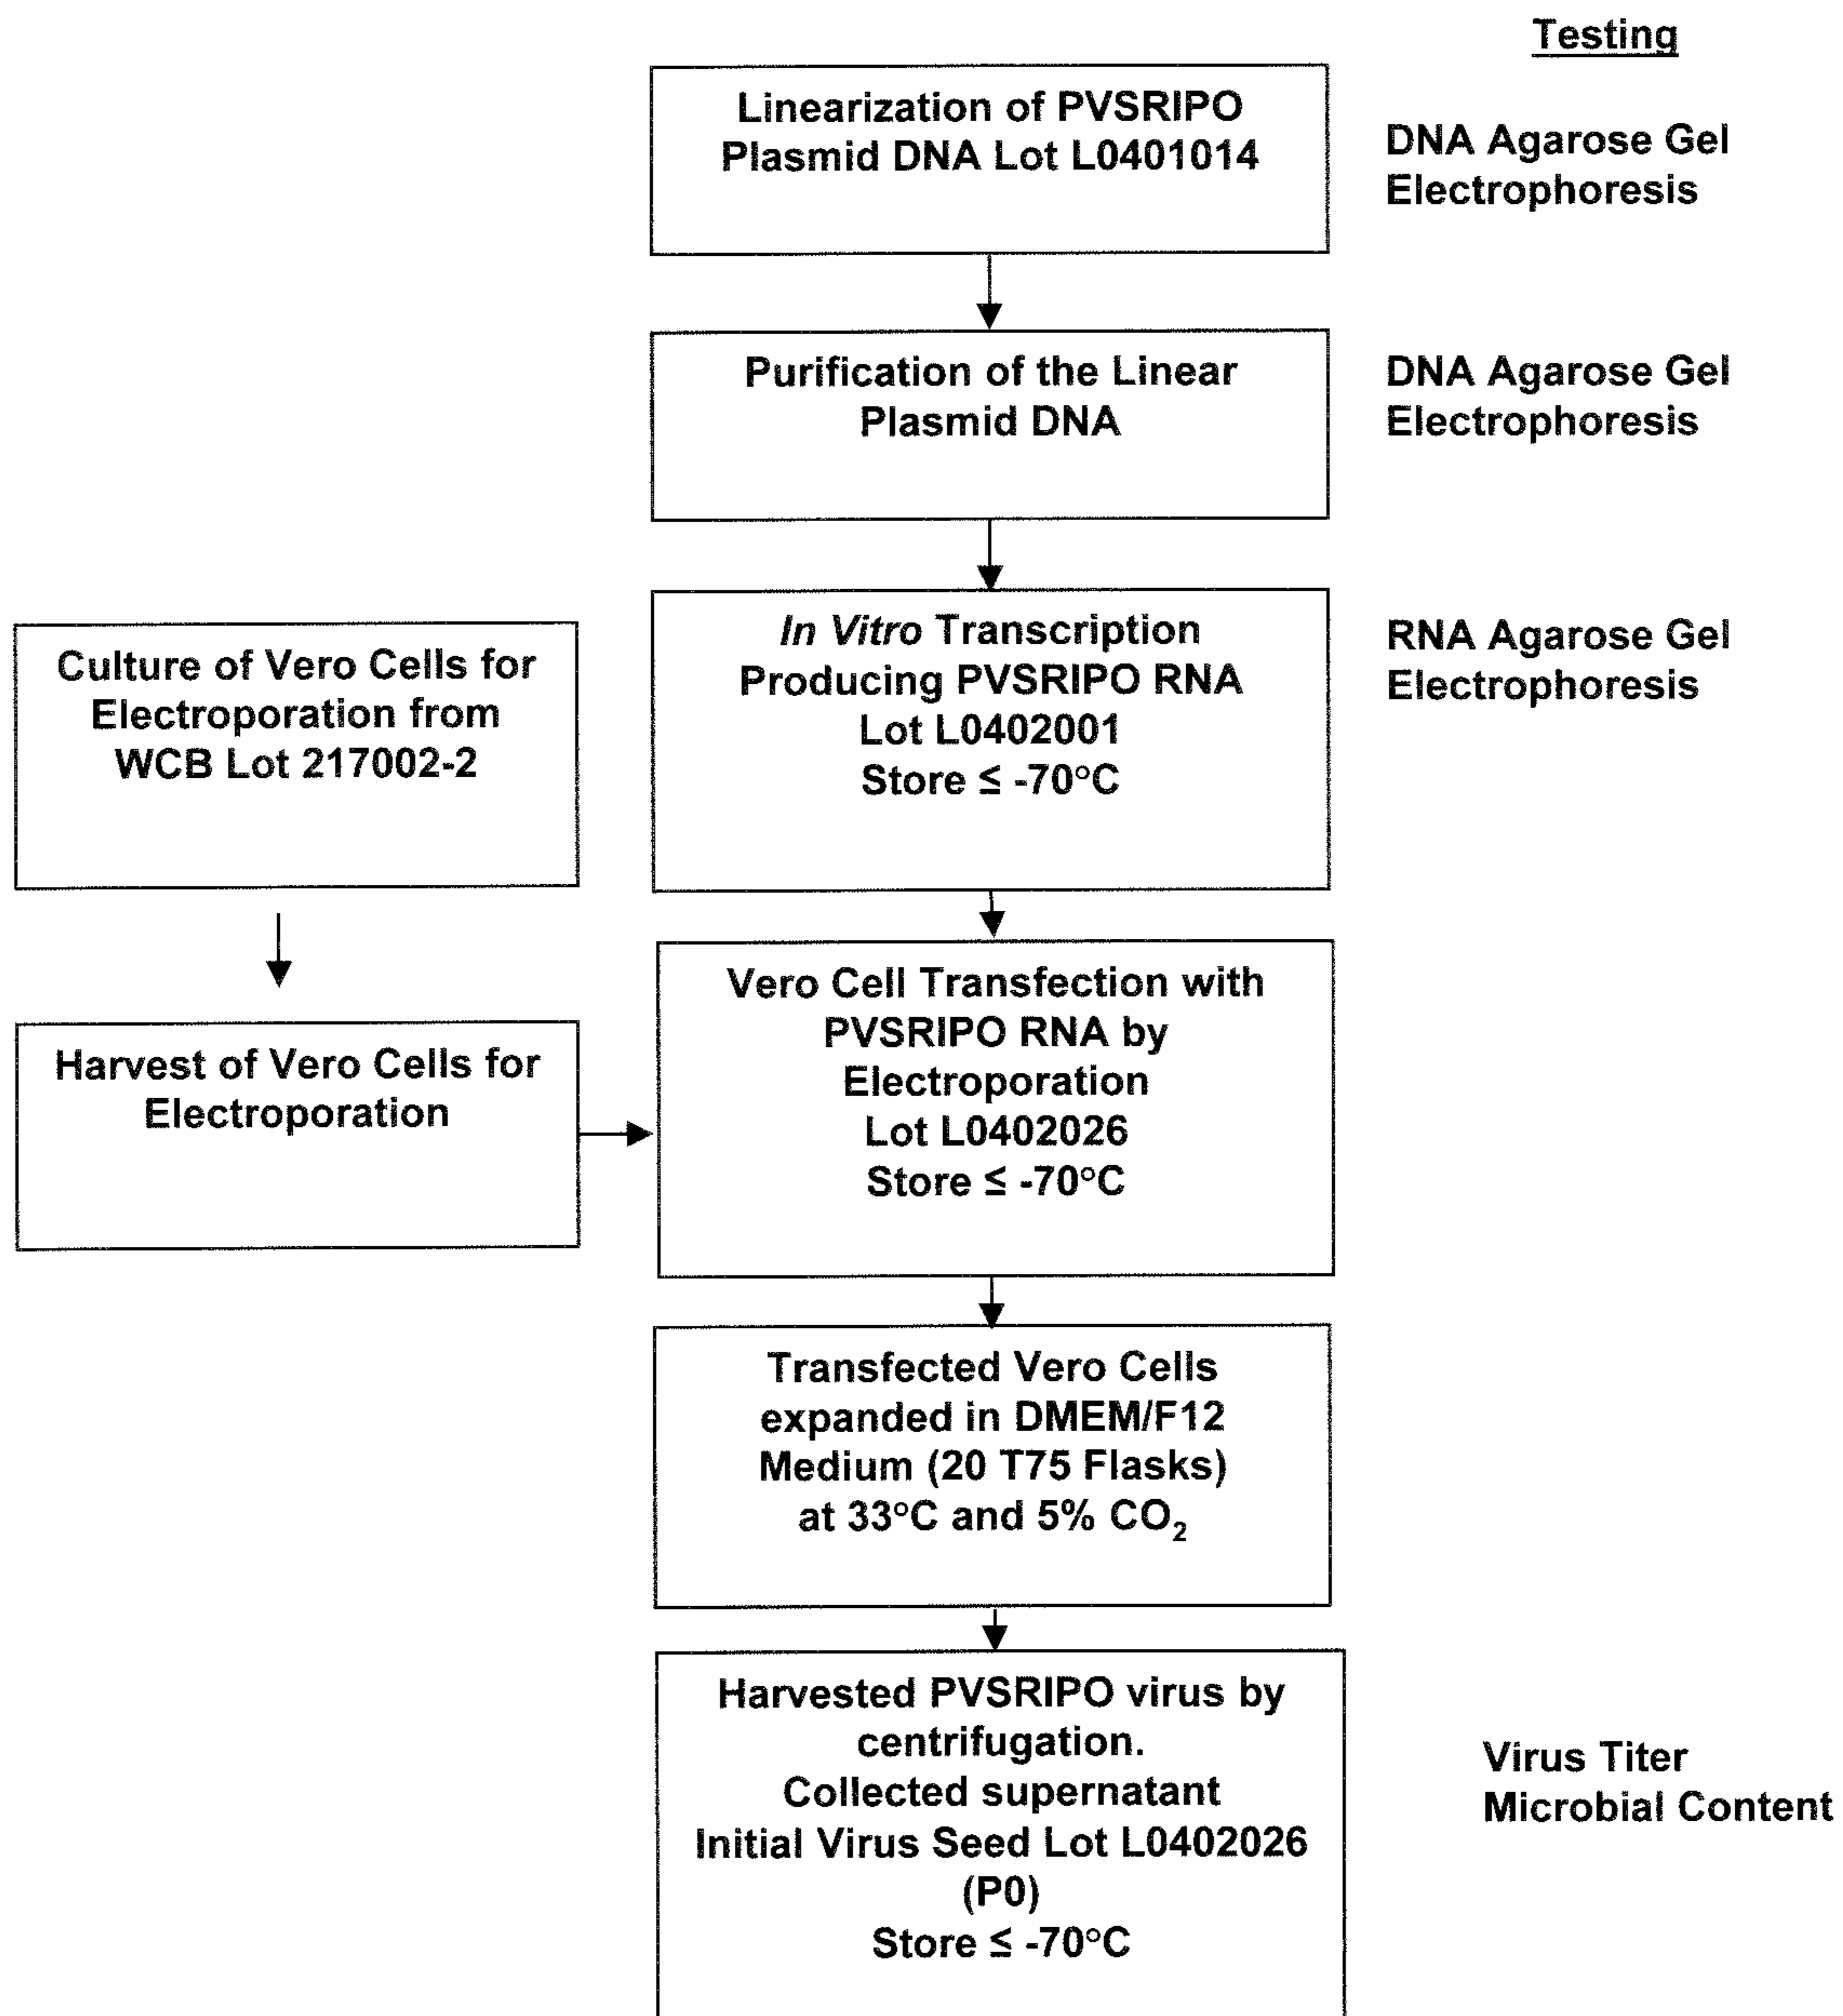 Testing
Linearization of PVSRIPO
Plasmid DNA Lot L0401014
DNA Agarose Gel
Electrophoresis
Purification of the Linear
Plasmid DNA
DNA Agarose Gel
Electrophoresis
Culture of Vero Cells for
Electroporation from
WCB Lot 217002-2
In Vitro Transcription
Producing PVSRIPO RNA
Lot L0402001
Store ≤ -70°C
RNA Agarose Gel
Electrophoresis
Harvest of Vero Cells for
Electroporation
Vero Cell Transfection with
PVSRIPO RNA by
Electroporation
Lot L0402026
Store ≤ -70°C
Transfected Vero Cells
expanded in DMEM/F12
Medium (20 T75 Flasks)
at 33°C and 5% CO₂
Harvested PVSRIPO virus by
centrifugation.
Collected supernatant
Initial Virus Seed Lot L0402026
(P0)
Store ≤ -70°C
Virus Titer
Microbial Content